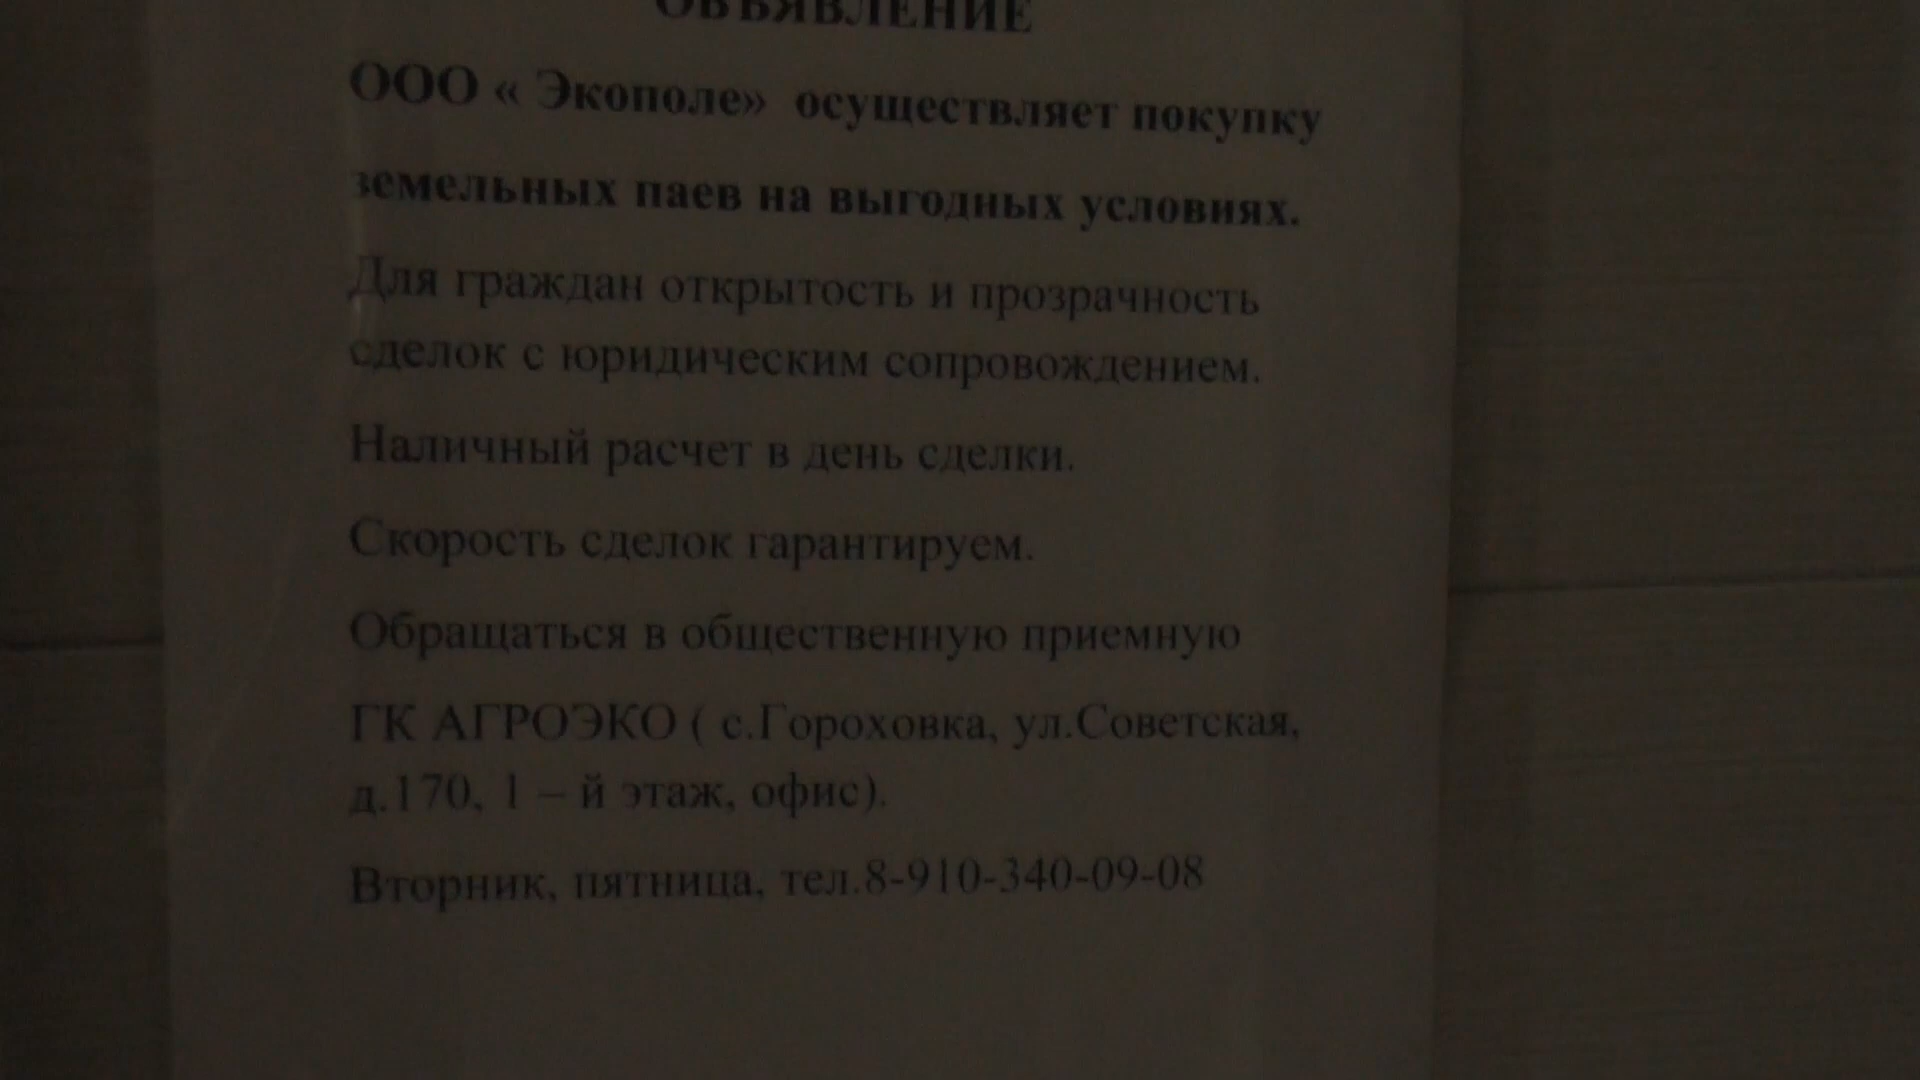 ОБЪЯВЛЕНИЕ
ООО « Экополе» осуществляет покупку
земельных паев на выгодных условиях.
Для граждан открытость и прозрачность
сделок с юридическим сопровождением.
Наличный расчет в день сделки.
Скорость сделок гарантируем.
Обращаться в общественную приемную
ГК АГРОЭКО ( с.Гороховка, ул.Советская,
д.170, 1 – й этаж, офис).
Вторник, пятница, тел.8-910-340-09-08